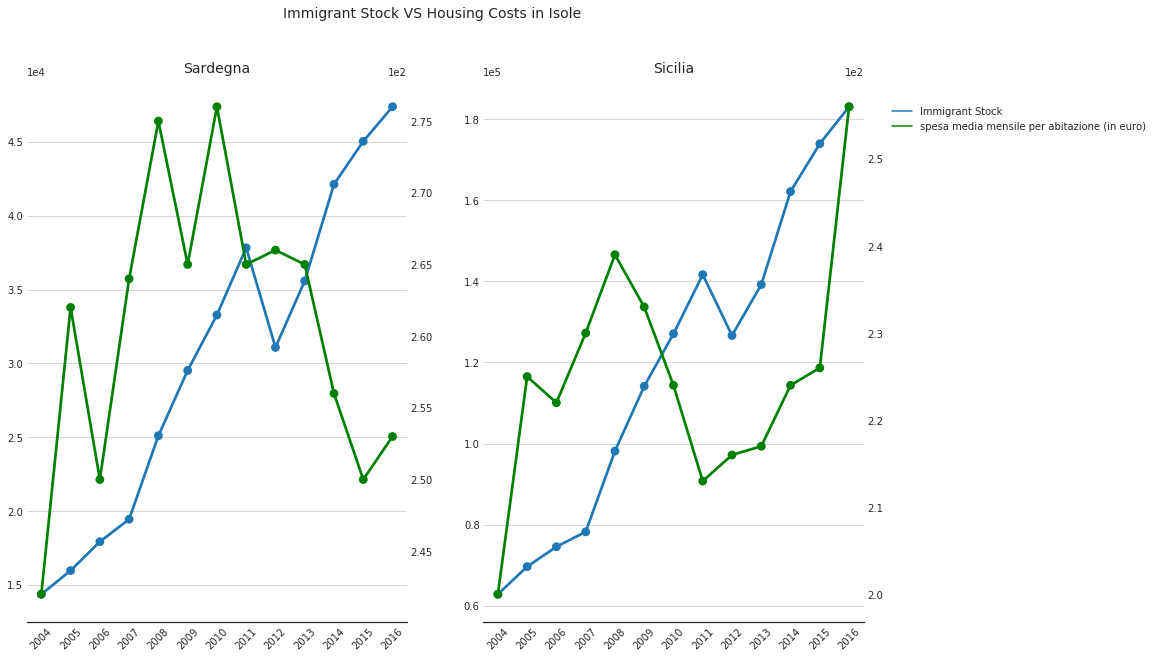 Immigrant Stock VS Housing Costs in Isole
Sardegna
1e4
1e2
4.5
4.0
3.5
3.0
2.5
2.0
1.5
2.75
2.70
2.65
2.60
2.55
2.50
2.45
2004 2005 2006 2007 2008 2009 2010 2011 2012 2013 2014 2015 2016
Sicilia
1e5
1e2
1.8
1.6
1.4
1.2
1.0
0.8
0.6
2.5
2.4
2.3
2.2
2.1
2.0
2004 2005 2006 2007 2008 2009 2010 2011 2012 2013 2014 2015 2016
Immigrant Stock
spesa media mensile per abitazione (in euro)